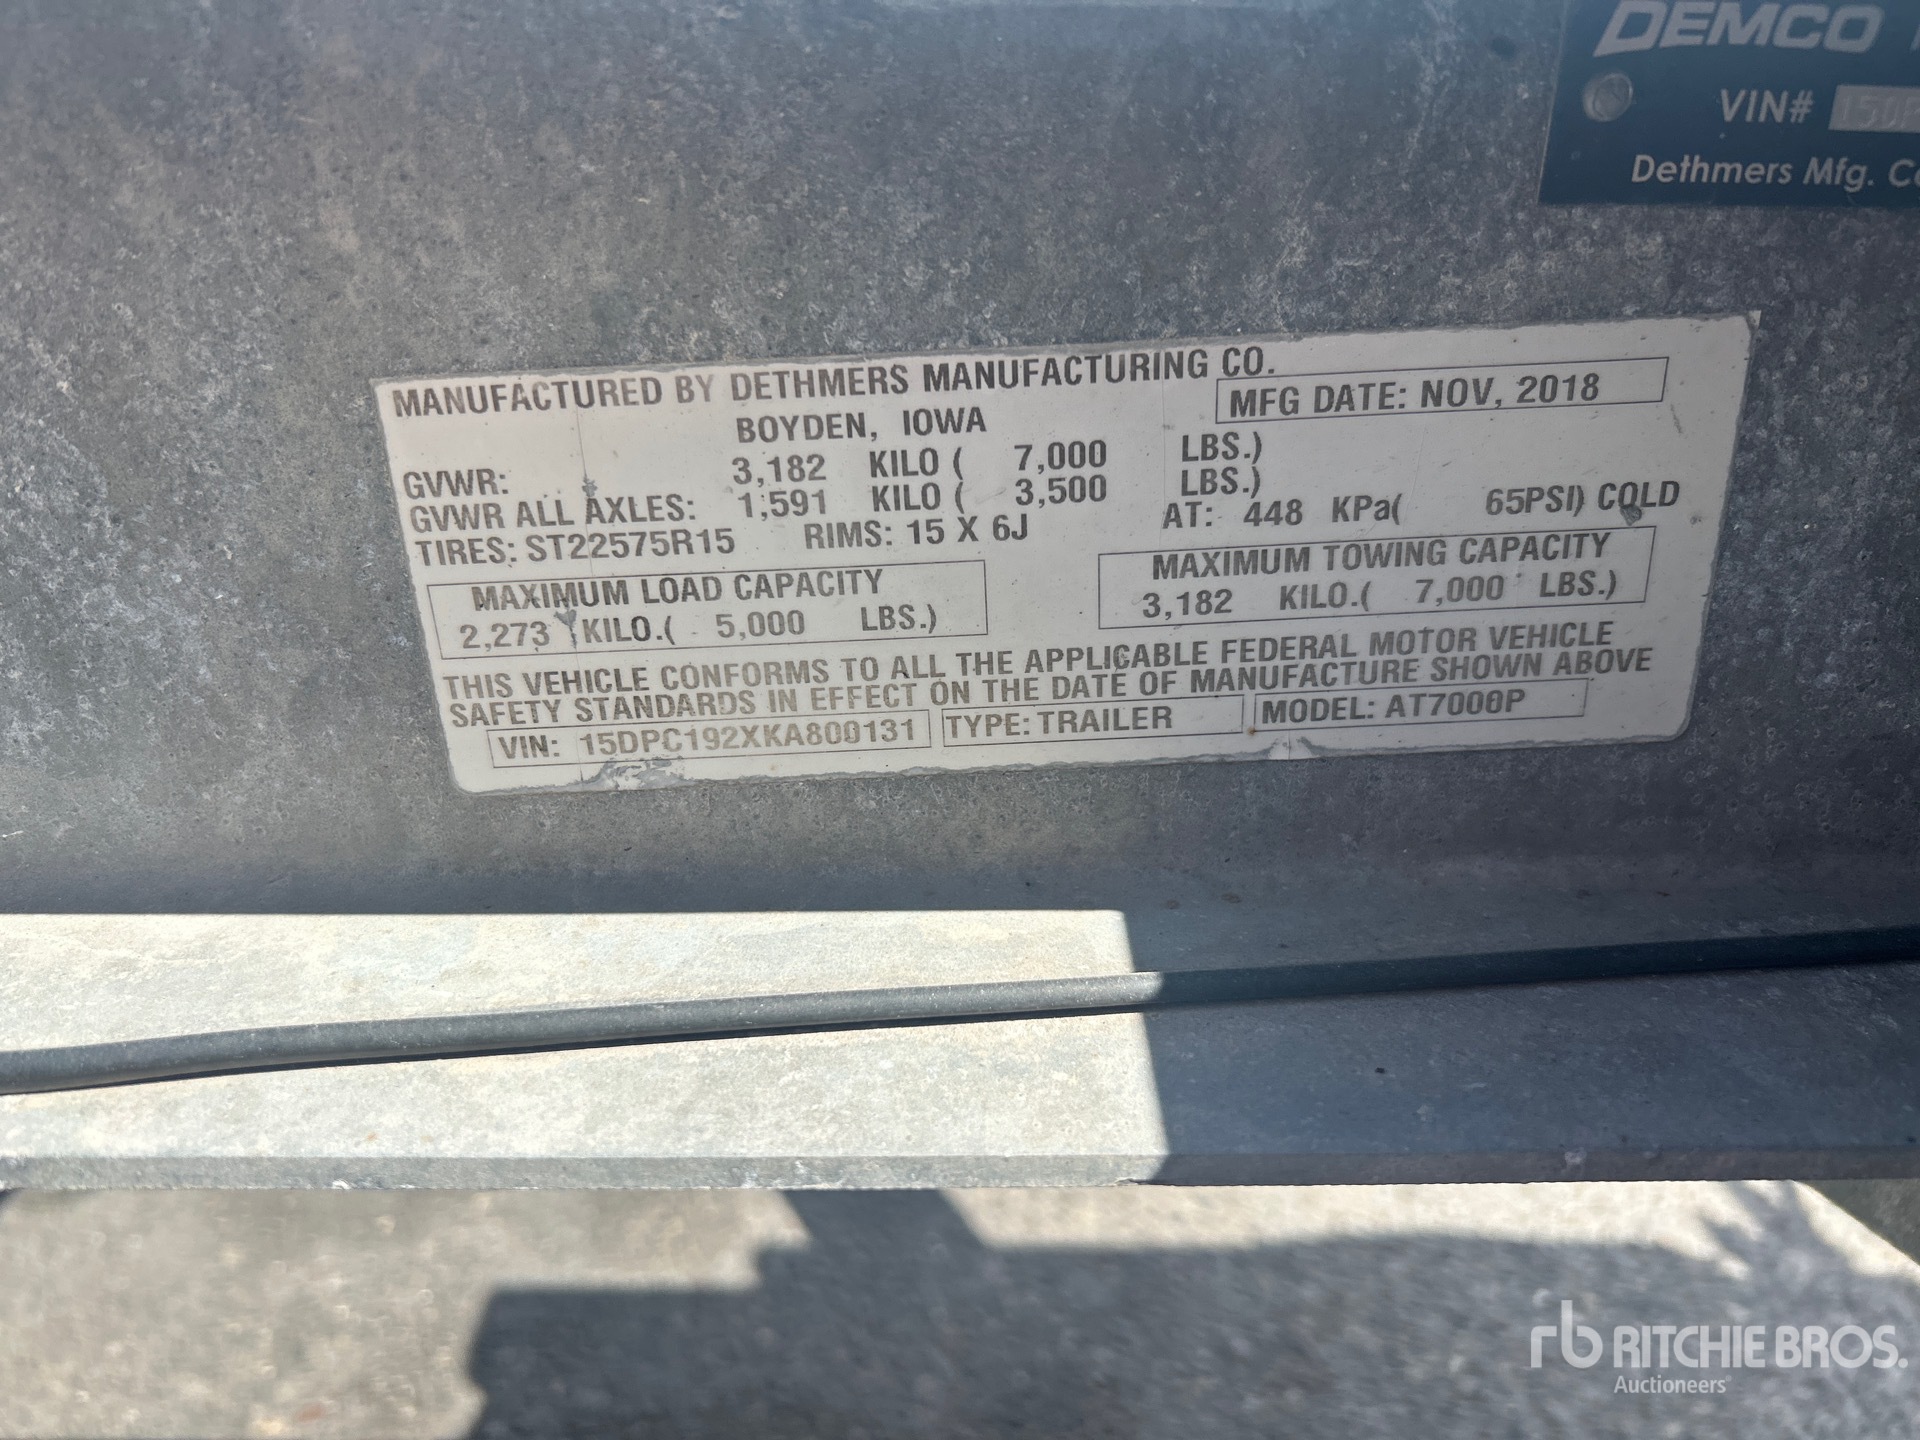 DEMCO
VIN#
Dethmers Mfg.
MANUFACTURED BY DETHMERS MANUFACTURING CO.
BOYDEN, IOWA
MFG DATE: NOV, 2018
GVWR: 3,182 KILO ( 7,000 LBS.)
GVWR ALL AXLES: 1,591 KILO ( 3,500 LBS.)
TIRES: ST22575R15 RIMS: 15 X 6J AT: 448 KPa( 65PSI) COLD
MAXIMUM LOAD CAPACITY
2,273 KILO.( 5,000 LBS.)
MAXIMUM TOWING CAPACITY
3,182 KILO.( 7,000 LBS.)
THIS VEHICLE CONFORMS TO ALL THE APPLICABLE FEDERAL MOTOR VEHICLE
SAFETY STANDARDS IN EFFECT ON THE DATE OF MANUFACTURE SHOWN ABOVE
VIN: 15DPC192XKA800131 TYPE: TRAILER MODEL: AT7000P
rb RITCHIE BROS.
Auctioneers